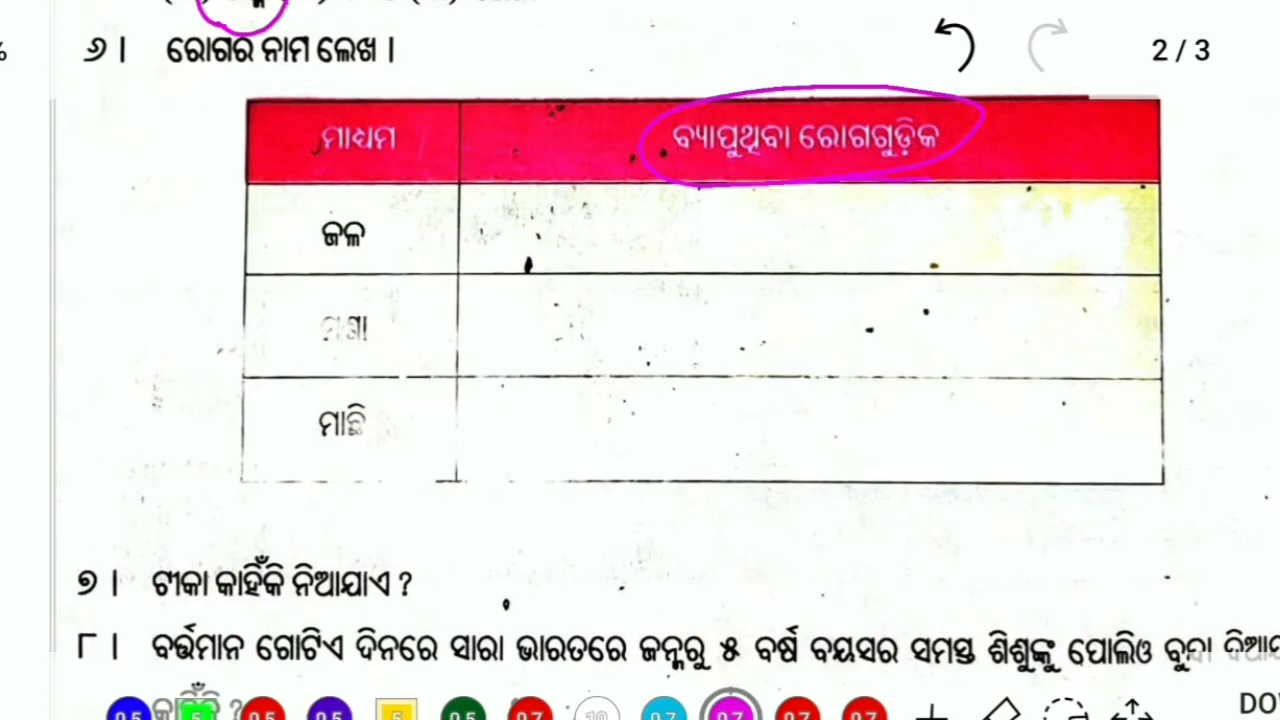 ୬ । ରୋଗର ନାମ ଲେଖ ।
2 / 3
ମାଧ୍ୟମ ବ୍ୟାପୁଥିବା ରୋଗଗୁଡ଼ିକ
ଜଳ
ମଶା
ମାଛି
୭ । ଟୀକା କାହିଁକି ନିଆଯାଏ ?
୮ । ବର୍ତ୍ତମାନ ଗୋଟିଏ ଦିନରେ ସାରା ଭାରତରେ ଜନ୍ମରୁ ୫ ବର୍ଷ ବୟସର ସମସ୍ତ ଶିଶୁଙ୍କୁ ପୋଲିଓ ବୁନ୍ଦା
କାହିଁକି ?